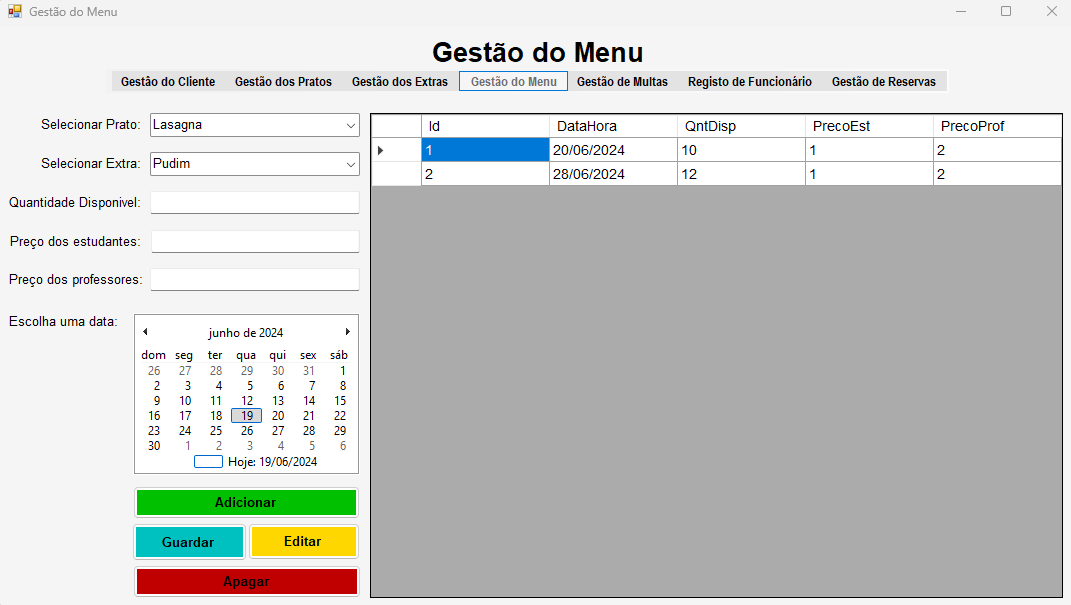 Gestão do Menu
Gestão do Menu
Gestâo do Cliente Gestão dos Pratos Gestão dos Extras Gestão do Menu Gestão de Multas Registo de Funcionário Gestão de Reservas
Selecionar Prato: Lasagna
Selecionar Extra: Pudim
Quantidade Disponivel:
Preço dos estudantes:
Preço dos professores:
Escolha uma data:
junho de 2024
dom seg ter qua qui sex sáb
26 27 28 29 30 31 1
2 3 4 5 6 7 8
9 10 11 12 13 14 15
16 17 18 19 20 21 22
23 24 25 26 27 28 29
30 1 2 3 4 5 6
Hoje: 19/06/2024
Adicionar
Guardar Editar
Apagar
Id DataHora QntDisp PrecoEst PrecoProf
1 20/06/2024 10 1 2
2 28/06/2024 12 1 2